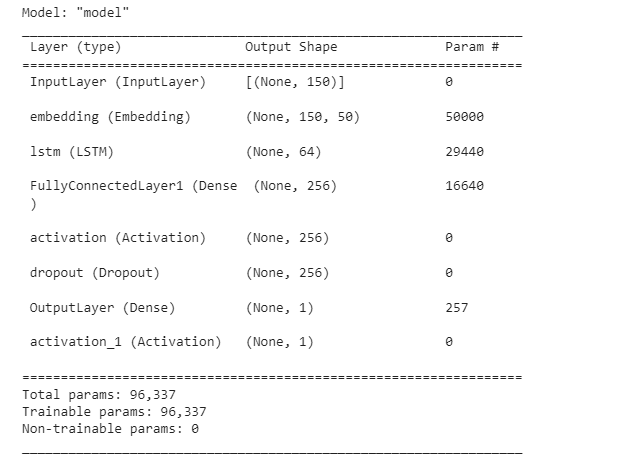 Model: "model"
_________________________________________________________________
Layer (type)                Output Shape              Param #
=================================================================
InputLayer (InputLayer)     [(None, 150)]             0
embedding (Embedding)       (None, 150, 50)           50000
lstm (LSTM)                 (None, 64)                29440
FullyConnectedLayer1 (Dense  (None, 256)              16640
)
activation (Activation)     (None, 256)               0
dropout (Dropout)           (None, 256)               0
OutputLayer (Dense)         (None, 1)                 257
activation_1 (Activation)   (None, 1)                 0
=================================================================
Total params: 96,337
Trainable params: 96,337
Non-trainable params: 0
_________________________________________________________________